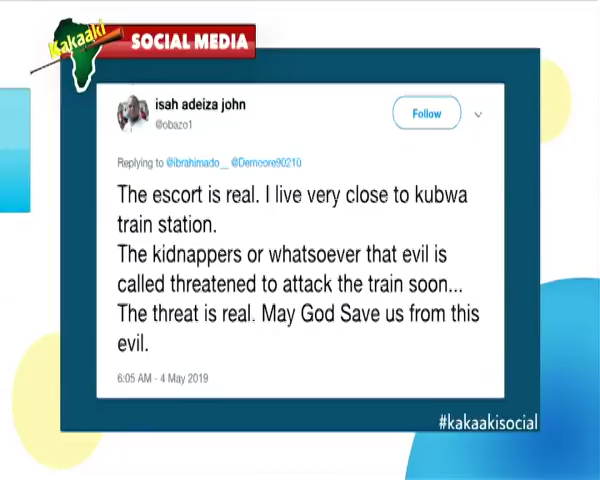 Kakaaki
SOCIAL MEDIA
isah adeiza john
@obazo1
Follow
Replying to @ibrahimado__ @Demoore90210
The escort is real. I live very close to kubwa
train station.
The kidnappers or whatsoever that evil is
called threatened to attack the train soon...
The threat is real. May God Save us from this
evil.
6:05 AM - 4 May 2019
#kakaakisocial